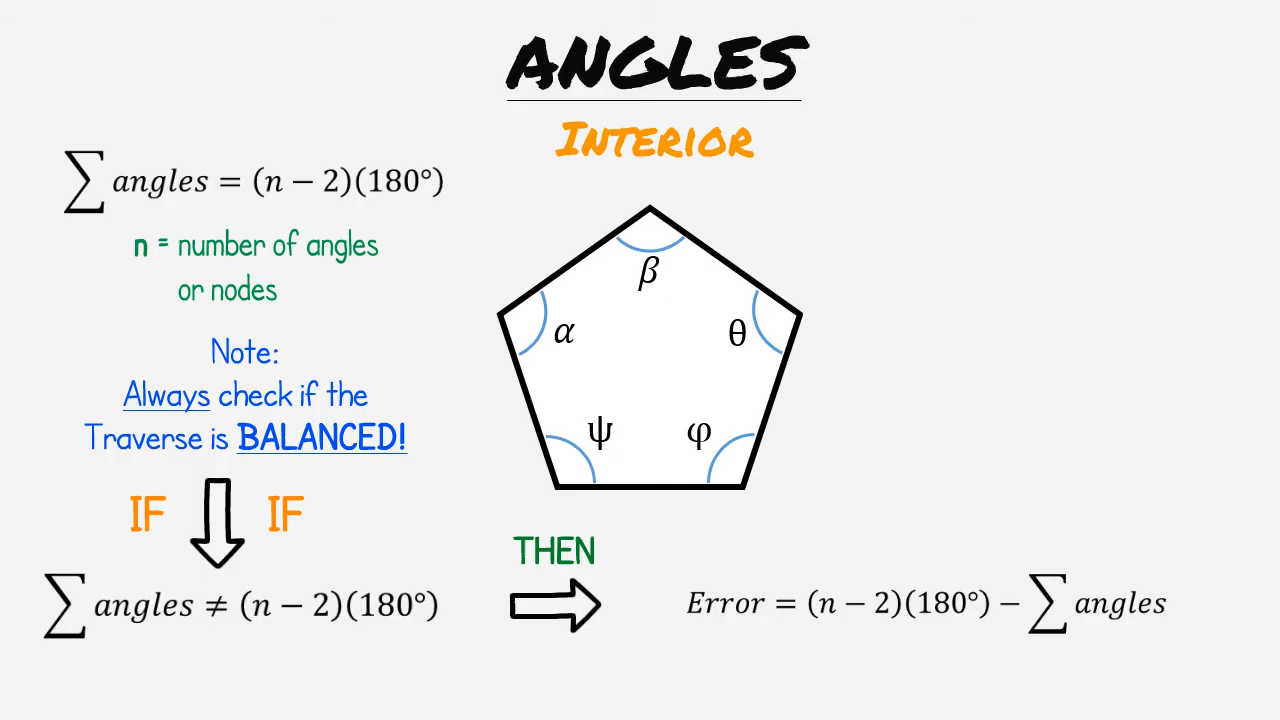 ANGLES
INTERIOR
∑ angles = (n − 2)(180°)
n = number of angles
or nodes
Note:
Always check if the
Traverse is BALANCED!
β
α
θ
ψ
φ
IF
IF
THEN
∑ angles ≠ (n − 2)(180°)
Error = (n − 2)(180°) − ∑ angles